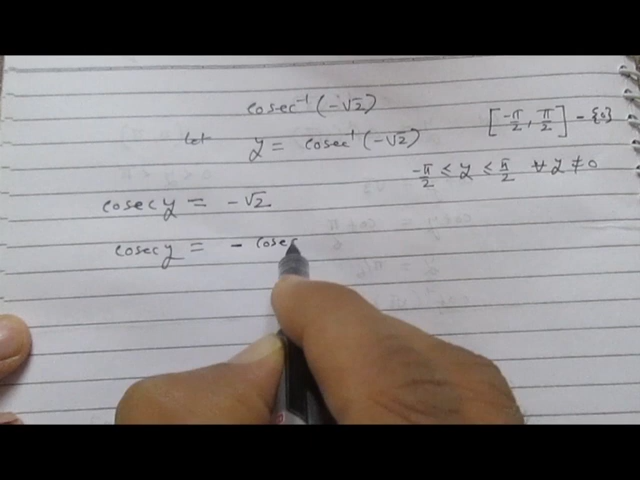 cosec⁻¹(-√2)
Let y = cosec⁻¹(-√2) [-π/2, π/2] - {0}
-π/2 ≤ y ≤ π/2 ∀ y ≠ 0
cosec y = -√2
cosec y = - cosec